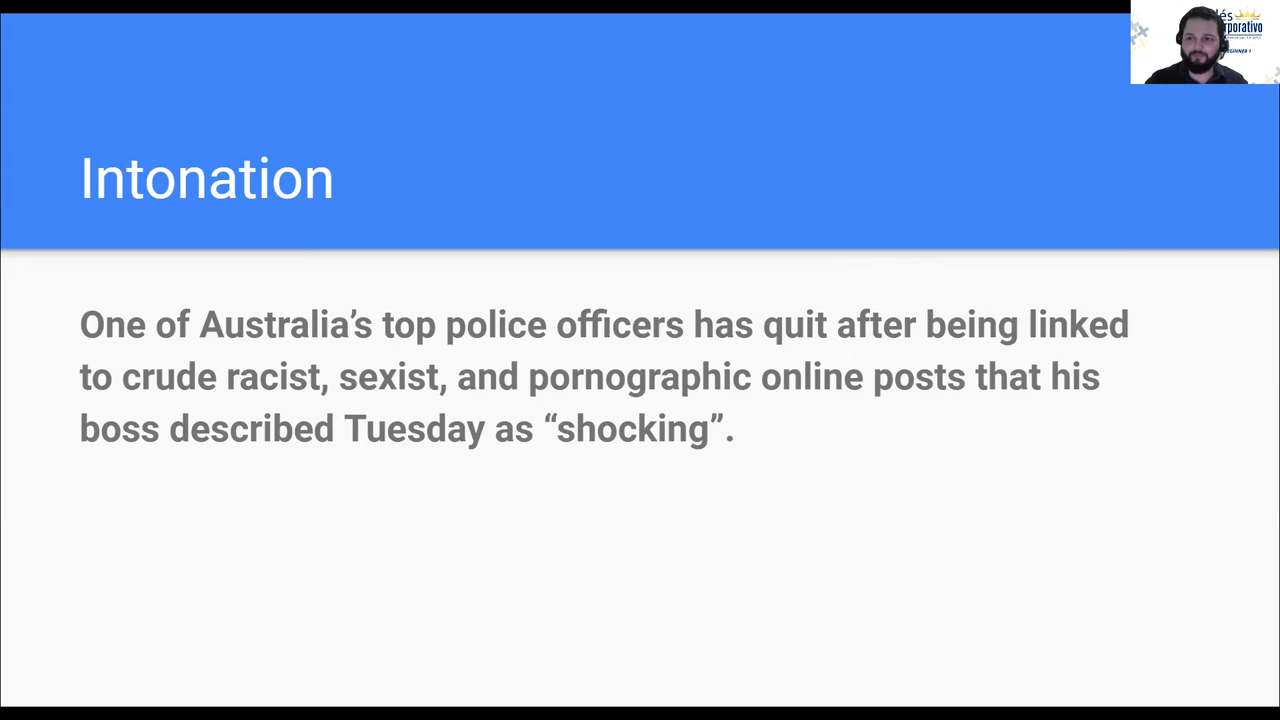 Intonation
One of Australia’s top police officers has quit after being linked
to crude racist, sexist, and pornographic online posts that his
boss described Tuesday as “shocking”.